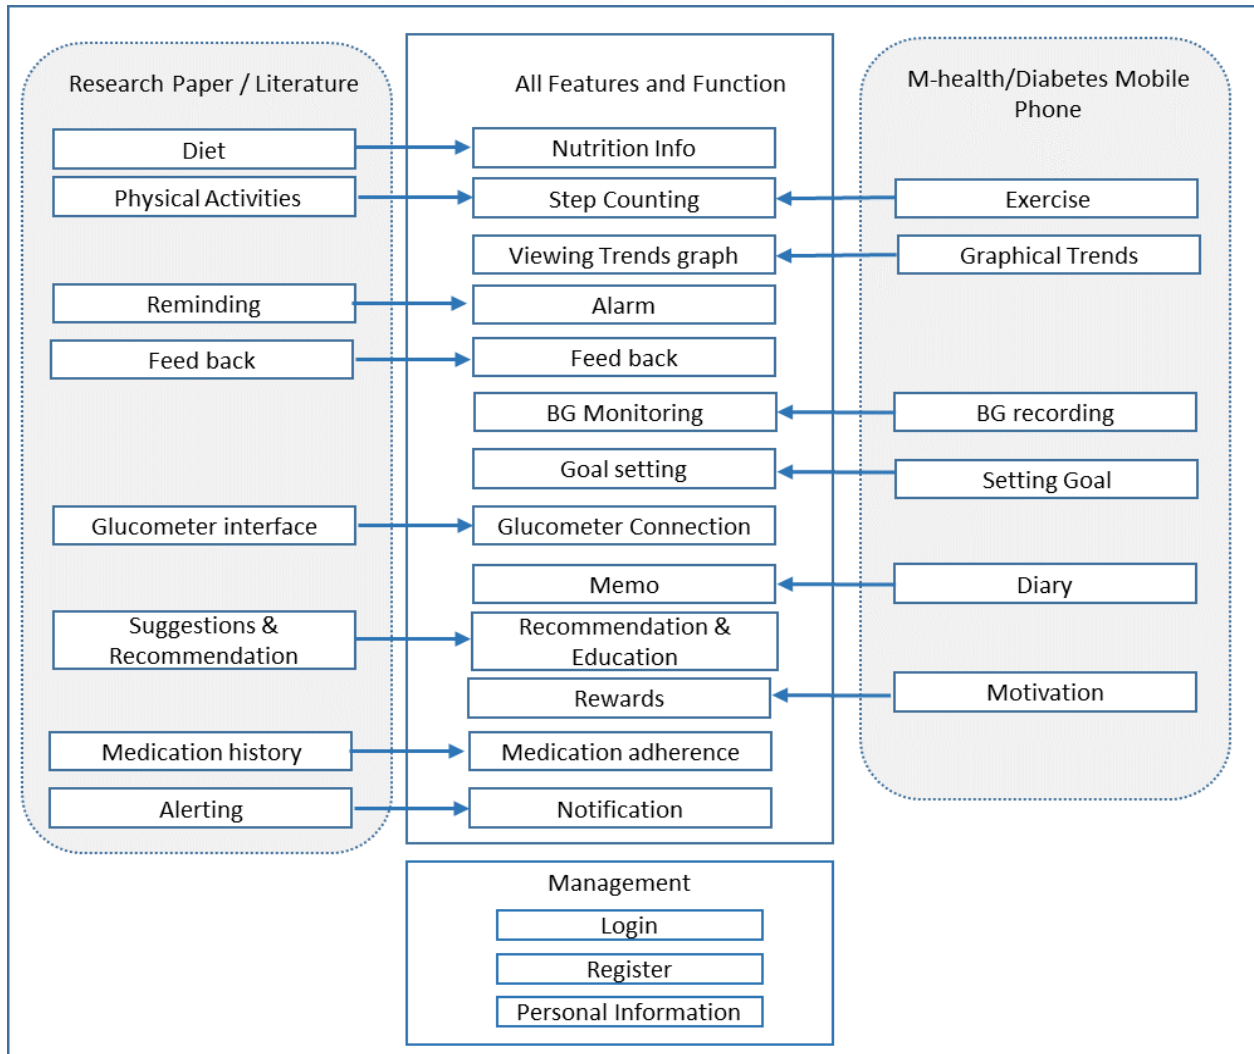 Research Paper / Literature
Diet
Physical Activities
Reminding
Feed back
Glucometer interface
Suggestions &
Recommendation
Medication history
Alerting
All Features and Function
Nutrition Info
Step Counting
Viewing Trends graph
Alarm
Feed back
BG Monitoring
Goal setting
Glucometer Connection
Memo
Recommendation &
Education
Rewards
Medication adherence
Notification
M-health/Diabetes Mobile
Phone
Exercise
Graphical Trends
BG recording
Setting Goal
Diary
Motivation
Management
Login
Register
Personal Information